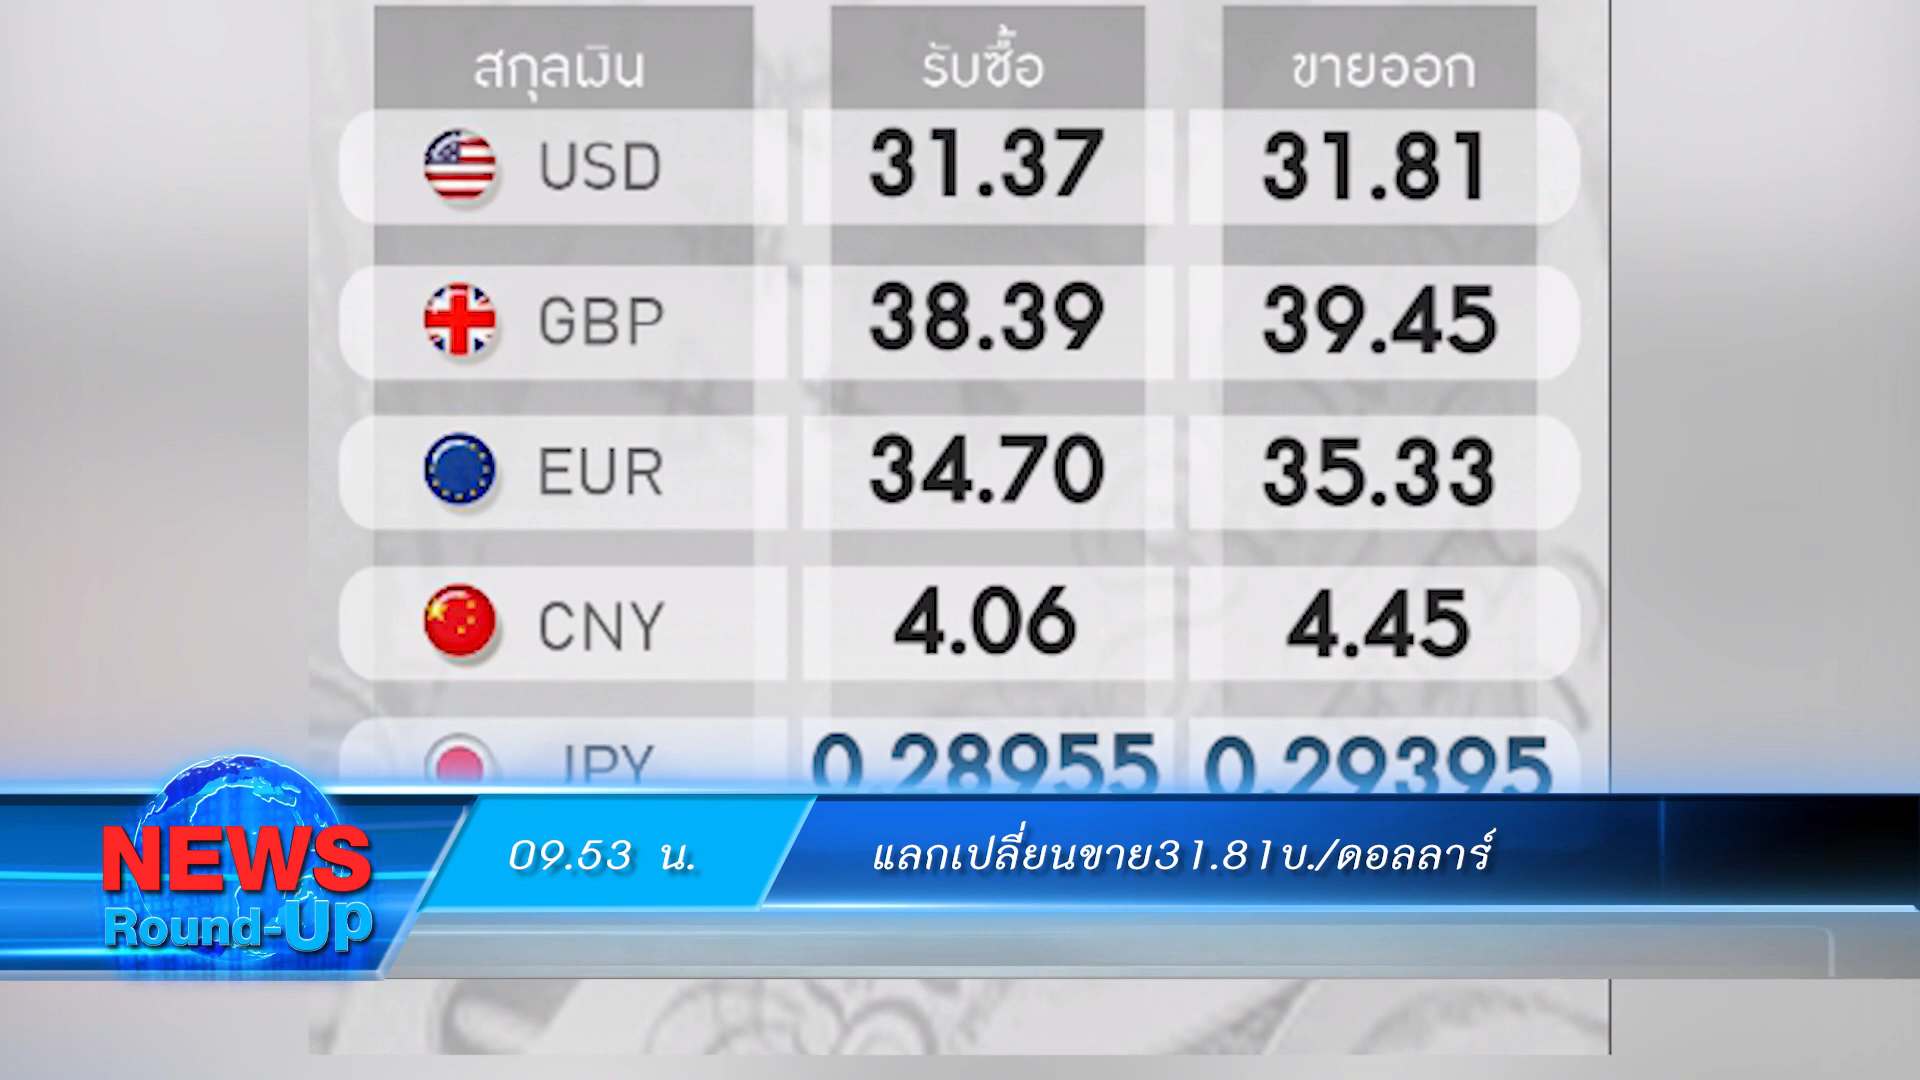 สกุลเงิน รับซื้อ ขายออก
USD 31.37 31.81
GBP 38.39 39.45
EUR 34.70 35.33
CNY 4.06 4.45
JPY 0.28955 0.29395
NEWS
Round-Up
09.53 น.
แลกเปลี่ยนขาย31.81บ./ดอลลาร์